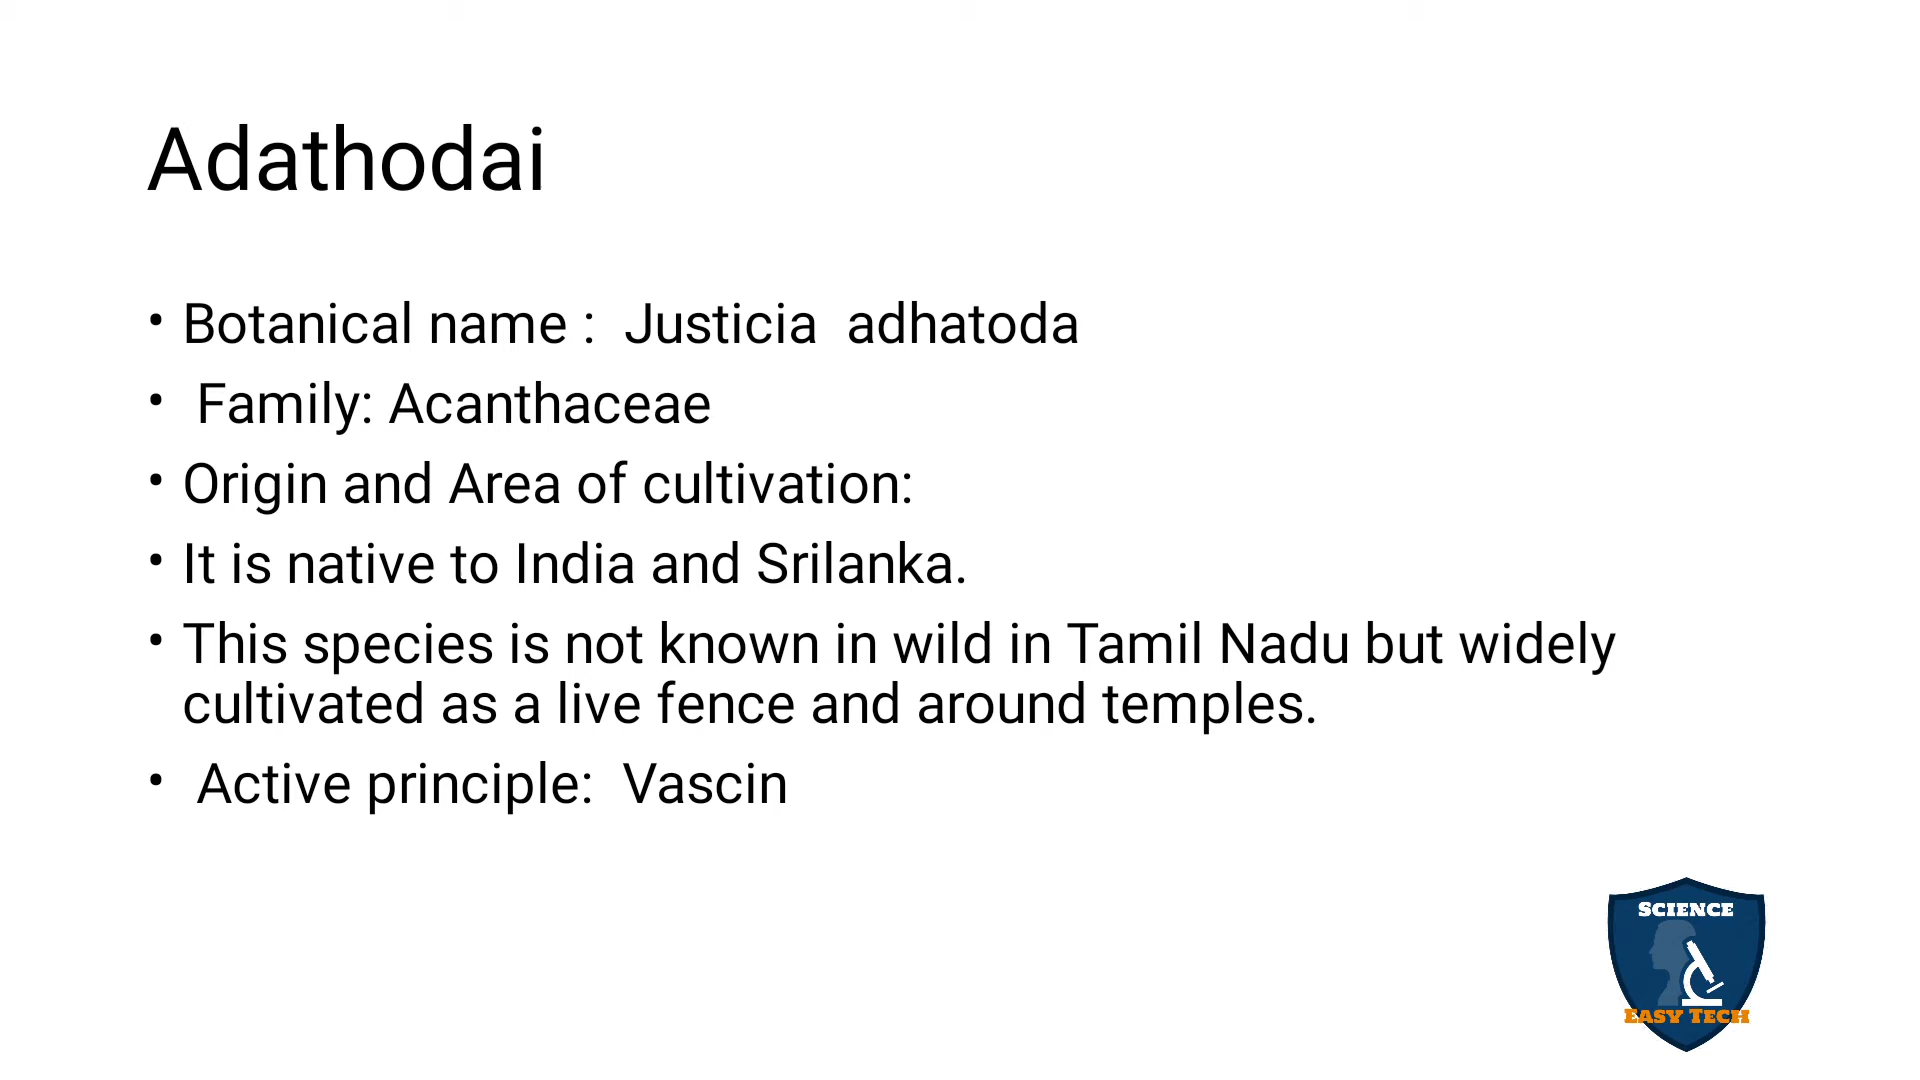 Adathodai
• Botanical name :  Justicia  adhatoda
•  Family: Acanthaceae
• Origin and Area of cultivation:
• It is native to India and Srilanka.
• This species is not known in wild in Tamil Nadu but widely
cultivated as a live fence and around temples.
•  Active principle:  Vascin
SCIENCE
EASY TECH